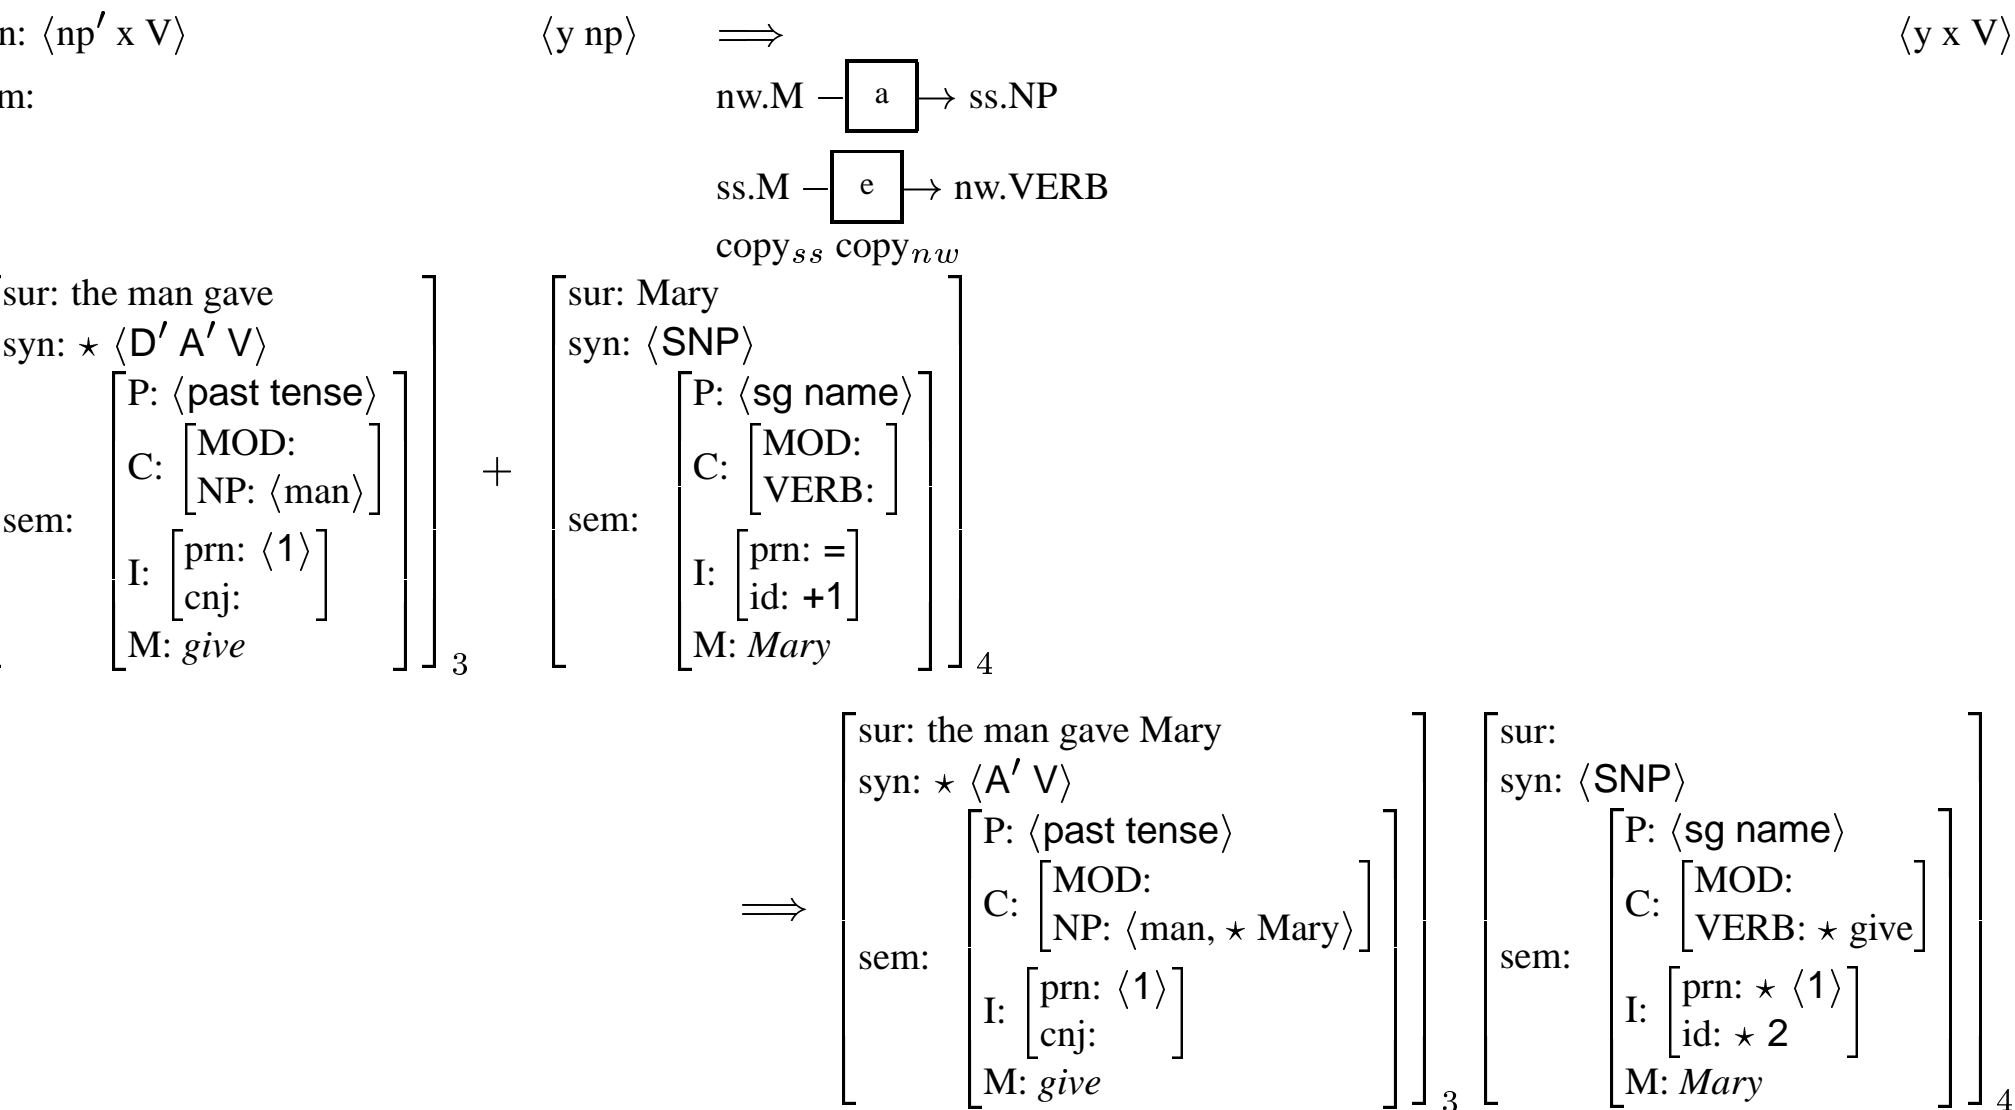 n: ⟨np′ x V⟩ ⟨y np⟩ ⟹ ⟨y x V⟩
m: nw.M –[a]→ ss.NP
ss.M –[e]→ nw.VERB
copy_ss copy_nw
sur: the man gave
syn: ⋆ ⟨D′ A′ V⟩
sem:
P: ⟨past tense⟩
C: [MOD:
NP: ⟨man⟩]
I: [prn: ⟨1⟩
cnj: ]
M: give
3
+
sur: Mary
syn: ⟨SNP⟩
sem:
P: ⟨sg name⟩
C: [MOD:
VERB: ]
I: [prn: =
id: +1]
M: Mary
4
⟹
sur: the man gave Mary
syn: ⋆ ⟨A′ V⟩
sem:
P: ⟨past tense⟩
C: [MOD:
NP: ⟨man, ⋆ Mary⟩]
I: [prn: ⟨1⟩
cnj: ]
M: give
3
sur:
syn: ⟨SNP⟩
sem:
P: ⟨sg name⟩
C: [MOD:
VERB: ⋆ give]
I: [prn: ⋆ ⟨1⟩
id: ⋆ 2]
M: Mary
4